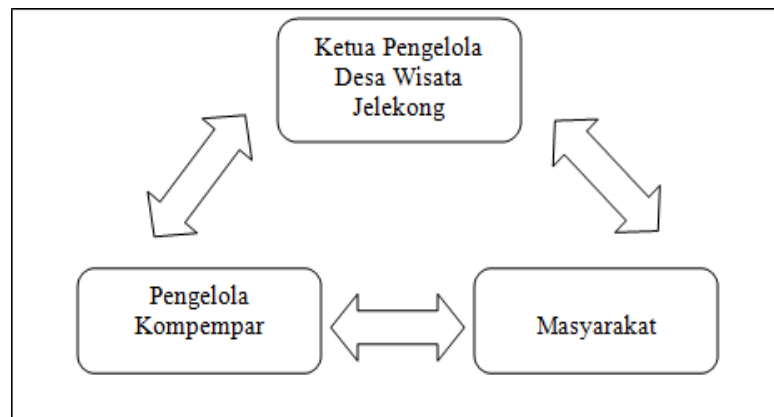 Ketua Pengelola
Desa Wisata
Jelekong
Pengelola
Kompempar
Masyarakat